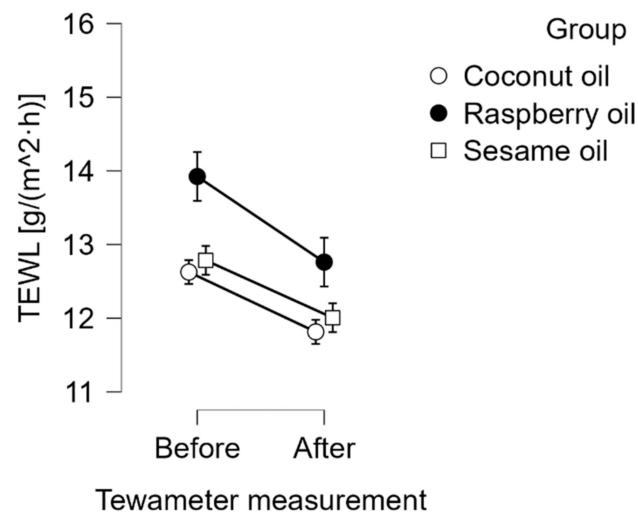 16
15
14
13
12
11
TEWL [g/(m^2·h)]
Before After
Tewameter measurement
Group
Coconut oil
Raspberry oil
Sesame oil